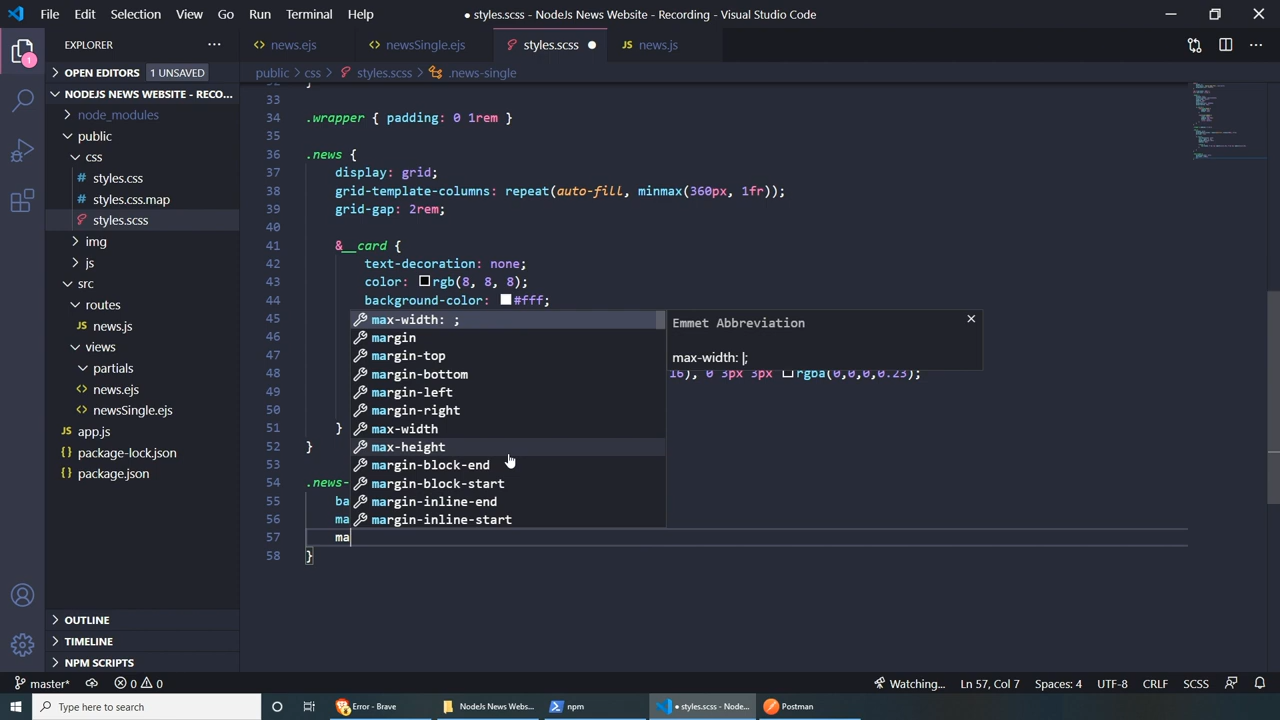 File Edit Selection View Go Run Terminal Help
● styles.scss - NodeJs News Website - Recording - Visual Studio Code
EXPLORER
news.ejs newsSingle.ejs styles.scss news.js
OPEN EDITORS 1 UNSAVED
public > css > styles.scss > .news-single
NODEJS NEWS WEBSITE - RECO...
node_modules
public
css
styles.css
styles.css.map
styles.scss
img
js
src
routes
news.js
views
partials
news.ejs
newsSingle.ejs
app.js
package-lock.json
package.json
OUTLINE
TIMELINE
NPM SCRIPTS
1
33
34 .wrapper { padding: 0 1rem }
35
36 .news {
37 display: grid;
38 grid-template-columns: repeat(auto-fill, minmax(360px, 1fr));
39 grid-gap: 2rem;
40
41 &__card {
42 text-decoration: none;
43 color: rgb(8, 8, 8);
44 background-color: #fff;
45
46
47
48 16), 0 3px 3px rgba(0,0,0,0.23);
49
50
51 }
52 }
53
54 .news-
55 ba
56 ma
57 ma
58 }
max-width: ;
margin
margin-top
margin-bottom
margin-left
margin-right
max-width
max-height
margin-block-end
margin-block-start
margin-inline-end
margin-inline-start
Emmet Abbreviation
max-width: |;
master* 0 0 Watching... Ln 57, Col 7 Spaces: 4 UTF-8 CRLF SCSS
Type here to search Error - Brave NodeJs News Webs... npm ● styles.scss - Node... Postman